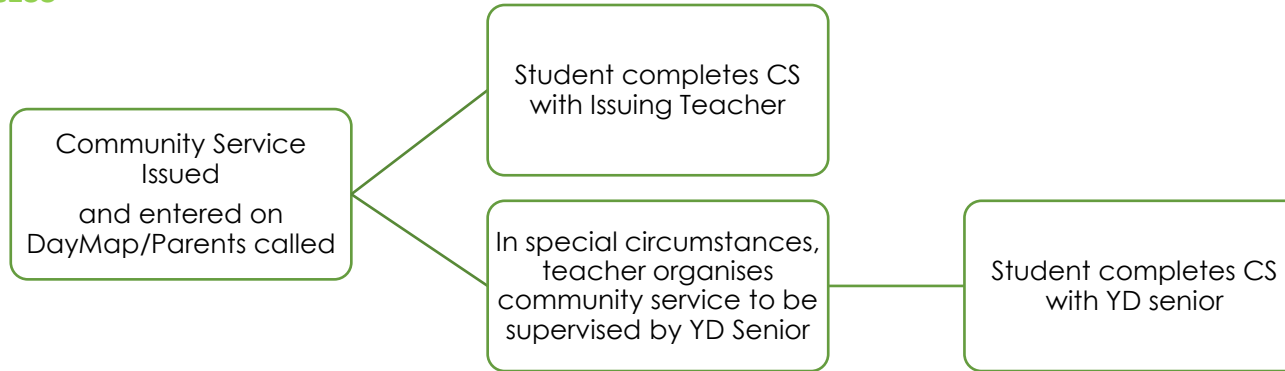 Community Service
Issued
and entered on
DayMap/Parents called
Student completes CS
with Issuing Teacher
In special circumstances,
teacher organises
community service to be
supervised by YD Senior
Student completes CS
with YD senior